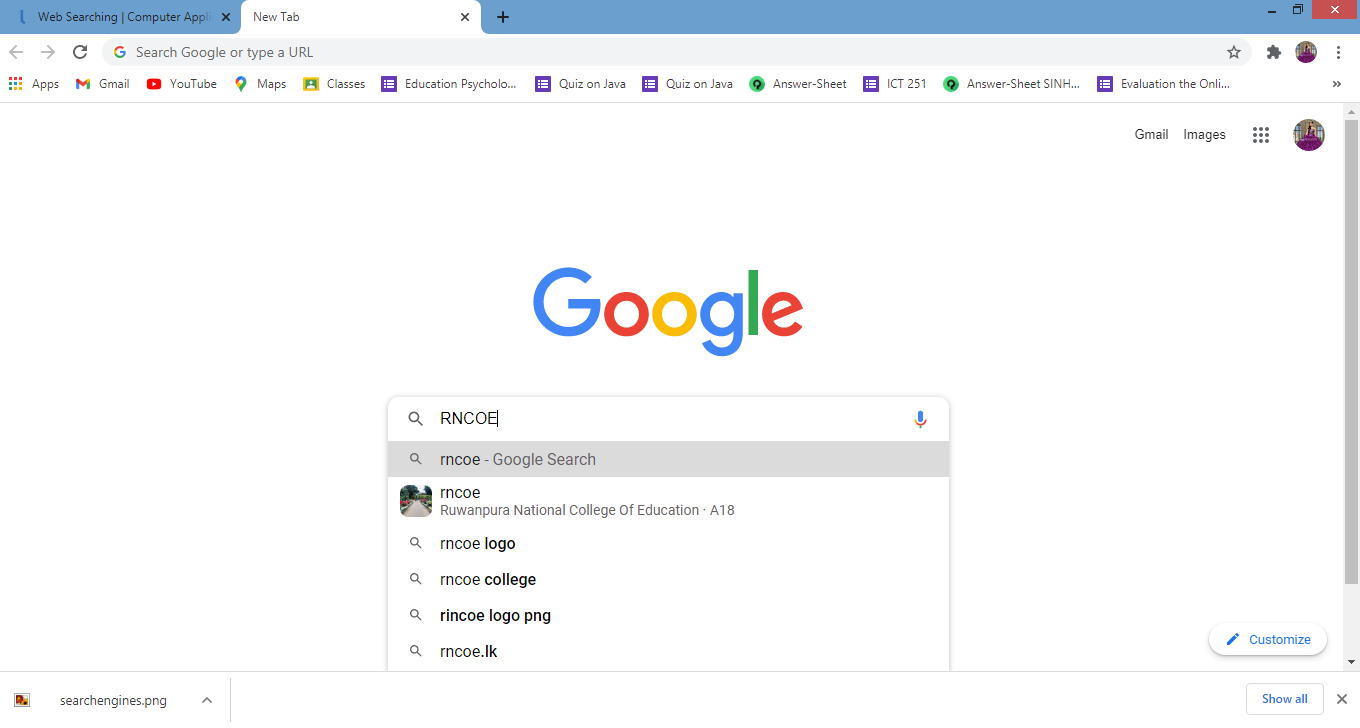 Web Searching | Computer Appli
New Tab
Search Google or type a URL
Apps Gmail YouTube Maps Classes Education Psycholo... Quiz on Java Quiz on Java Answer-Sheet ICT 251 Answer-Sheet SINH... Evaluation the Onli... »
Gmail Images
Google
RNCOE
rncoe - Google Search
rncoe
Ruwanpura National College Of Education · A18
rncoe logo
rncoe college
rincoe logo png
rncoe.lk
Customize
searchengines.png
Show all